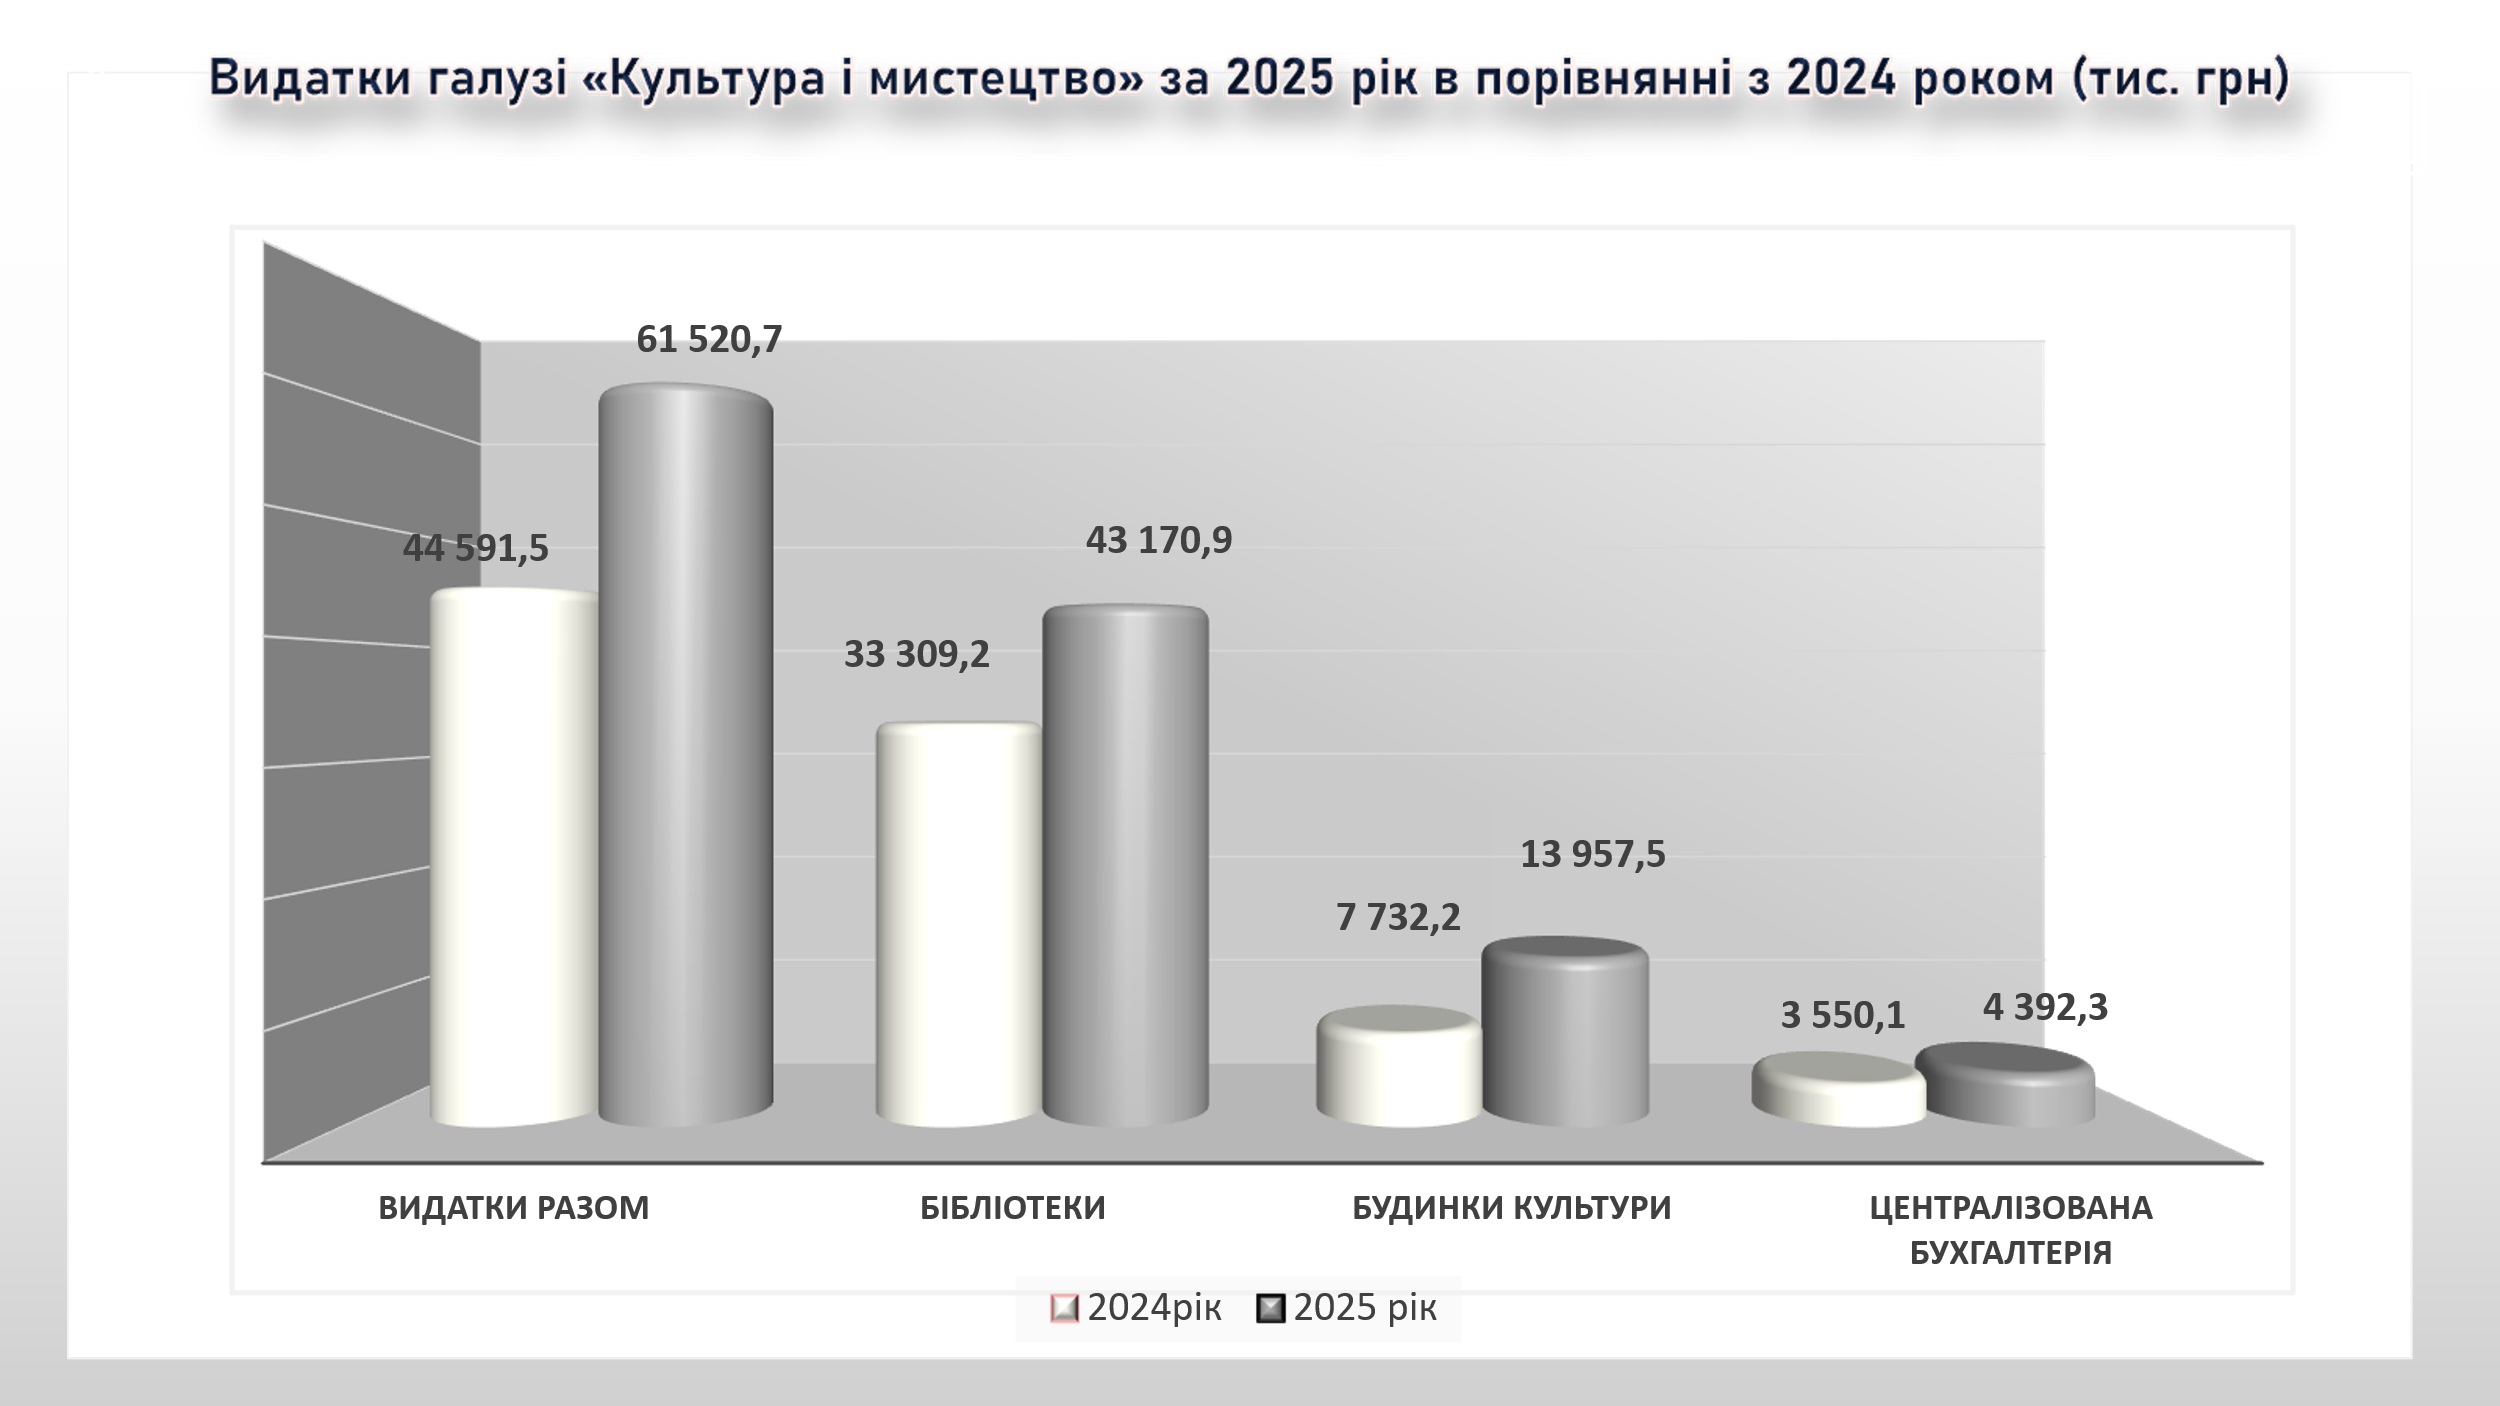 Видатки галузі «Культура і мистецтво» за 2025 рік в порівнянні з 2024 роком (тис. грн)
61 520,7
44 591,5
43 170,9
33 309,2
13 957,5
7 732,2
4 392,3
3 550,1
ВИДАТКИ РАЗОМ
БІБЛІОТЕКИ
БУДИНКИ КУЛЬТУРИ
ЦЕНТРАЛІЗОВАНА
БУХГАЛТЕРІЯ
2024рік
2025 рік